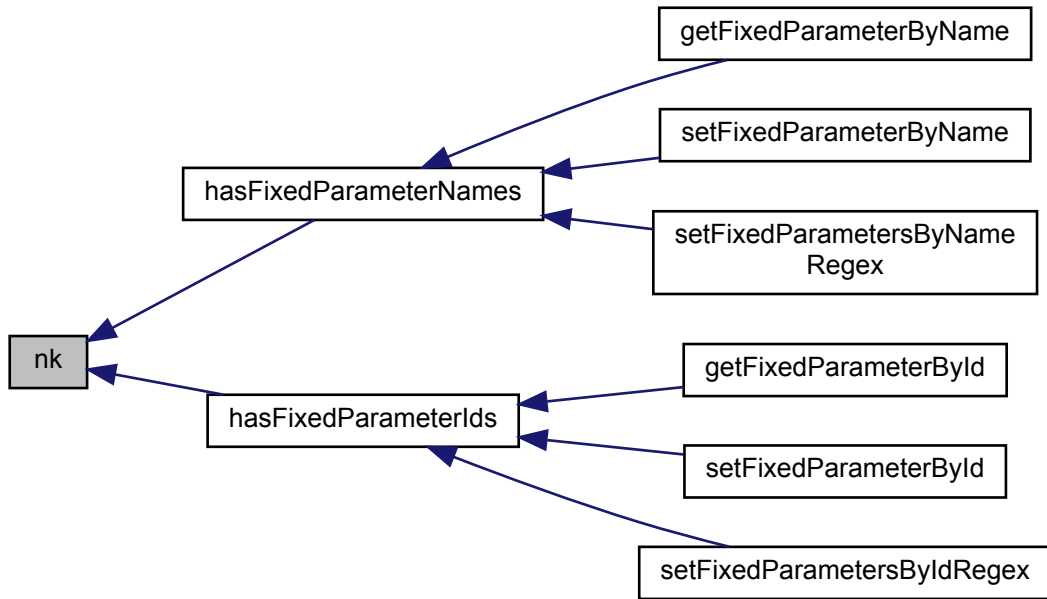 getFixedParameterByName
setFixedParameterByName
hasFixedParameterNames
setFixedParametersByName
Regex
nk
getFixedParameterById
hasFixedParameterIds
setFixedParameterById
setFixedParametersByIdRegex